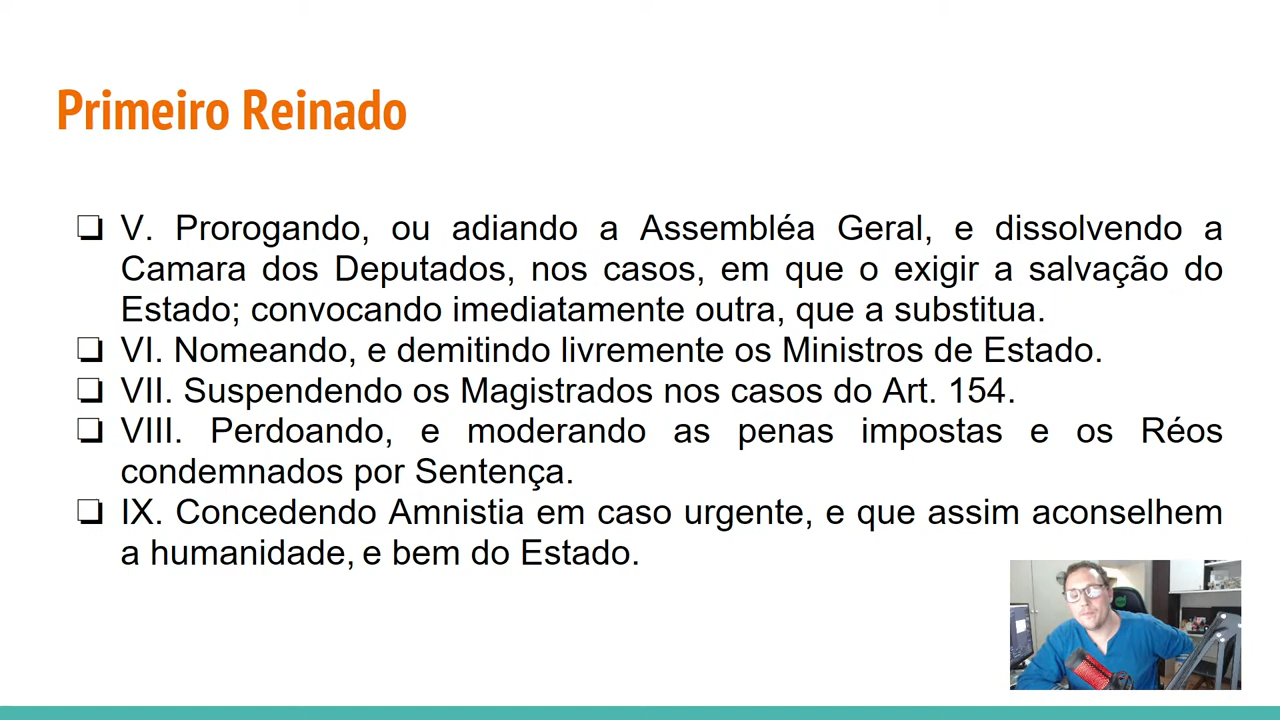 Primeiro Reinado
❏ V. Prorogando, ou adiando a Assembléa Geral, e dissolvendo a
Camara dos Deputados, nos casos, em que o exigir a salvação do
Estado; convocando imediatamente outra, que a substitua.
❏ VI. Nomeando, e demitindo livremente os Ministros de Estado.
❏ VII. Suspendendo os Magistrados nos casos do Art. 154.
❏ VIII. Perdoando, e moderando as penas impostas e os Réos
condemnados por Sentença.
❏ IX. Concedendo Amnistia em caso urgente, e que assim aconselhem
a humanidade, e bem do Estado.